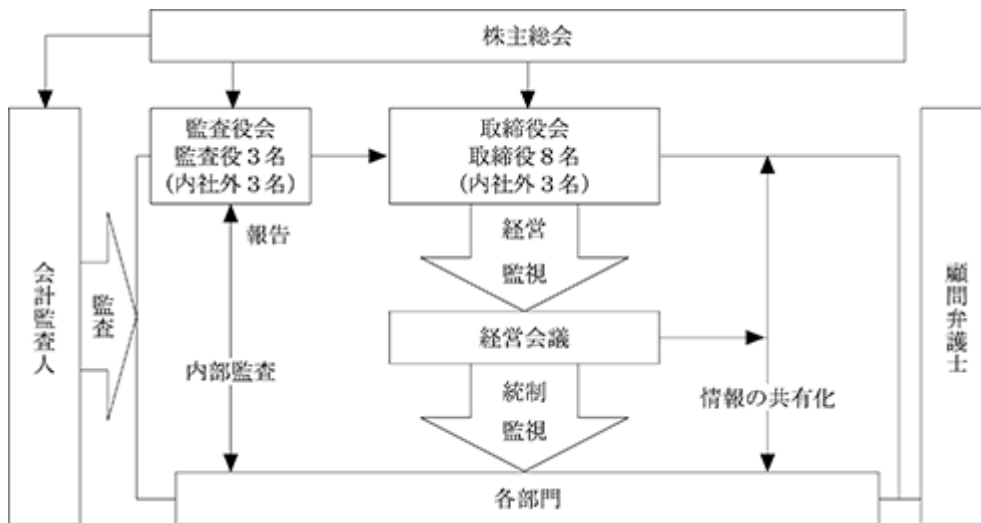 株主総会
監査役会
監査役３名
(内社外３名)
取締役会
取締役８名
(内社外３名)
報告
経営
監視
会計監査人
監査
顧問弁護士
経営会議
内部監査
統制
監視
情報の共有化
各部門